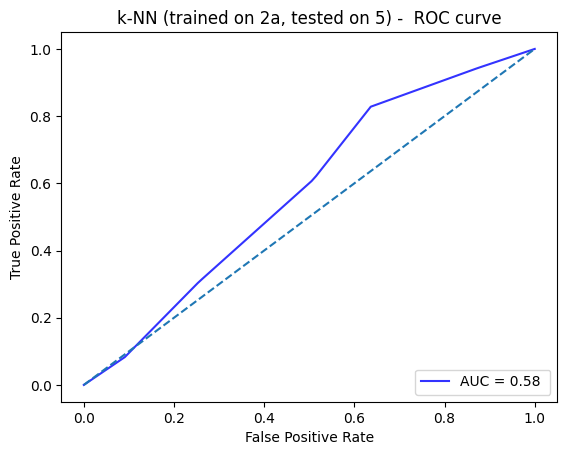 k-NN (trained on 2a, tested on 5) -  ROC curve
1.0
0.8
0.6
0.4
0.2
0.0
True Positive Rate
AUC = 0.58
0.0 0.2 0.4 0.6 0.8 1.0
False Positive Rate